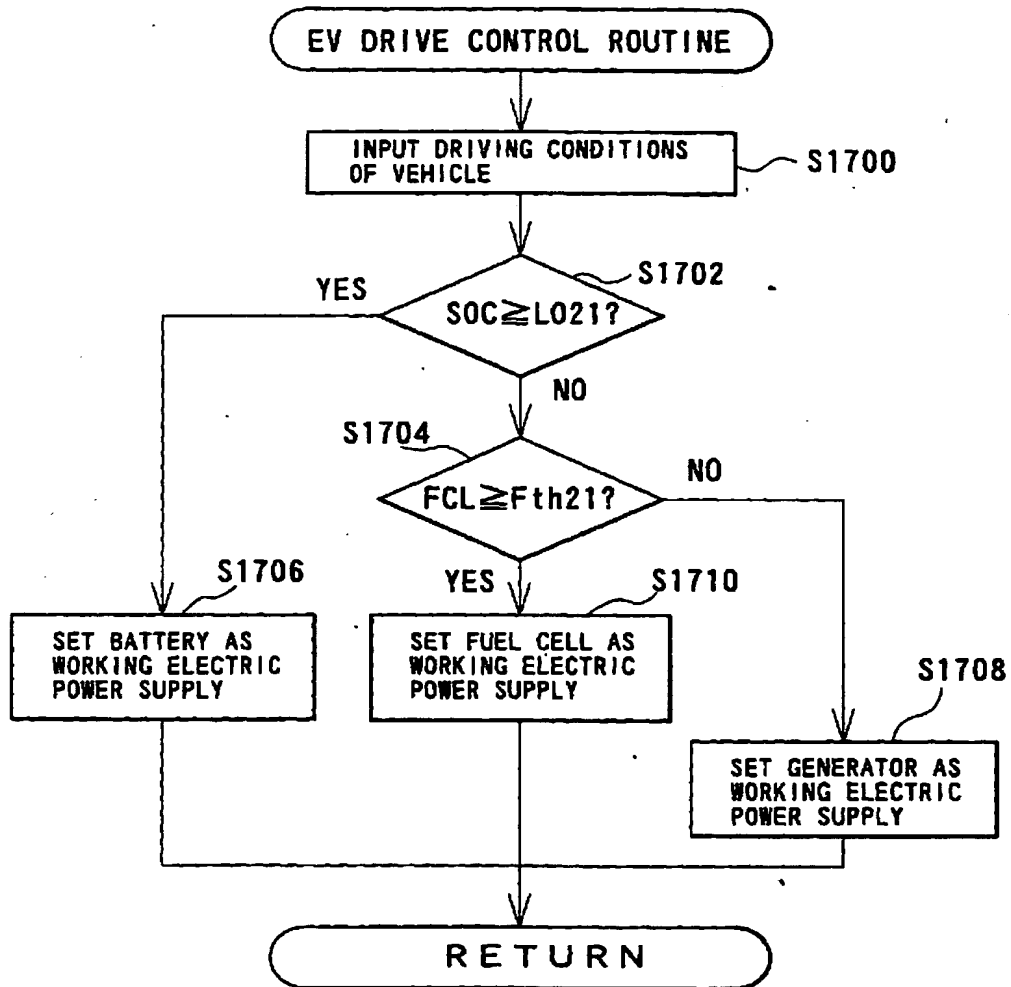 EV DRIVE CONTROL ROUTINE
INPUT DRIVING CONDITIONS
OF VEHICLE
S1700
S1702
YES
SOC≧LO21?
NO
S1704
NO
FCL≧Fth21?
YES
S1706
S1710
SET BATTERY AS
WORKING ELECTRIC
POWER SUPPLY
SET FUEL CELL AS
WORKING ELECTRIC
POWER SUPPLY
S1708
SET GENERATOR AS
WORKING ELECTRIC
POWER SUPPLY
RETURN